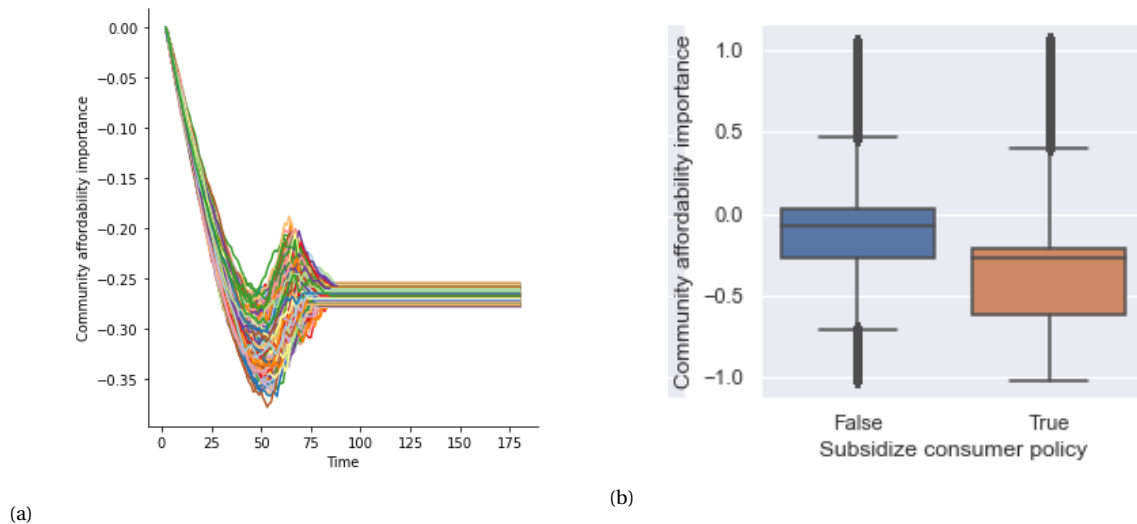 0.00
−0.05
−0.10
−0.15
−0.20
−0.25
−0.30
−0.35
Community affordability importance
0 25 50 75 100 125 150 175
Time
(a)
1.0
0.5
0.0
−0.5
−1.0
Community affordability importance
False True
Subsidize consumer policy
(b)